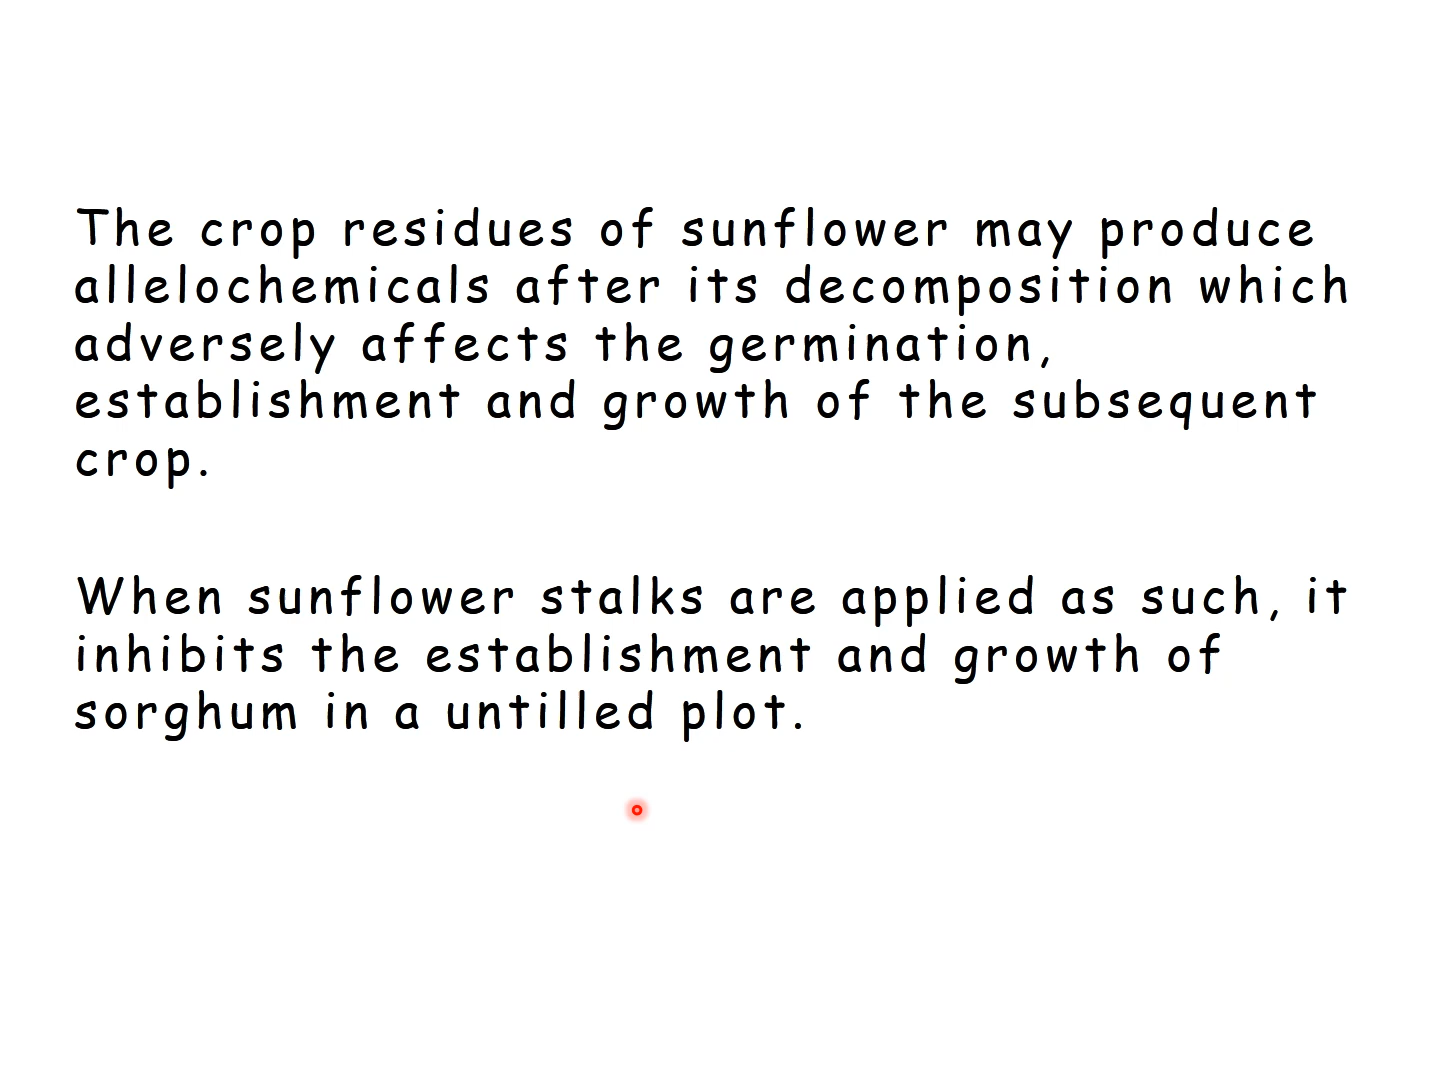 The crop residues of sunflower may produce
allelochemicals after its decomposition which
adversely affects the germination,
establishment and growth of the subsequent
crop.
When sunflower stalks are applied as such, it
inhibits the establishment and growth of
sorghum in a untilled plot.